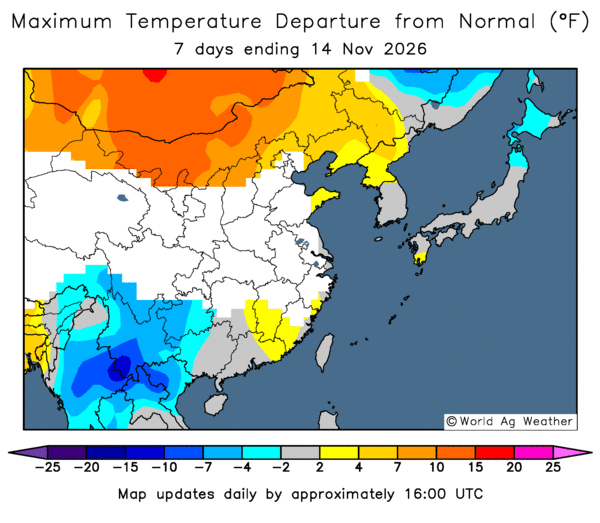 Maximum Temperature Departure from Normal (°F)
7 days ending 14 Nov 2026
© World Ag Weather
−25 −20 −15 −10 −7 −4 −2 2 4 7 10 15 20 25
Map updates daily by approximately 16:00 UTC